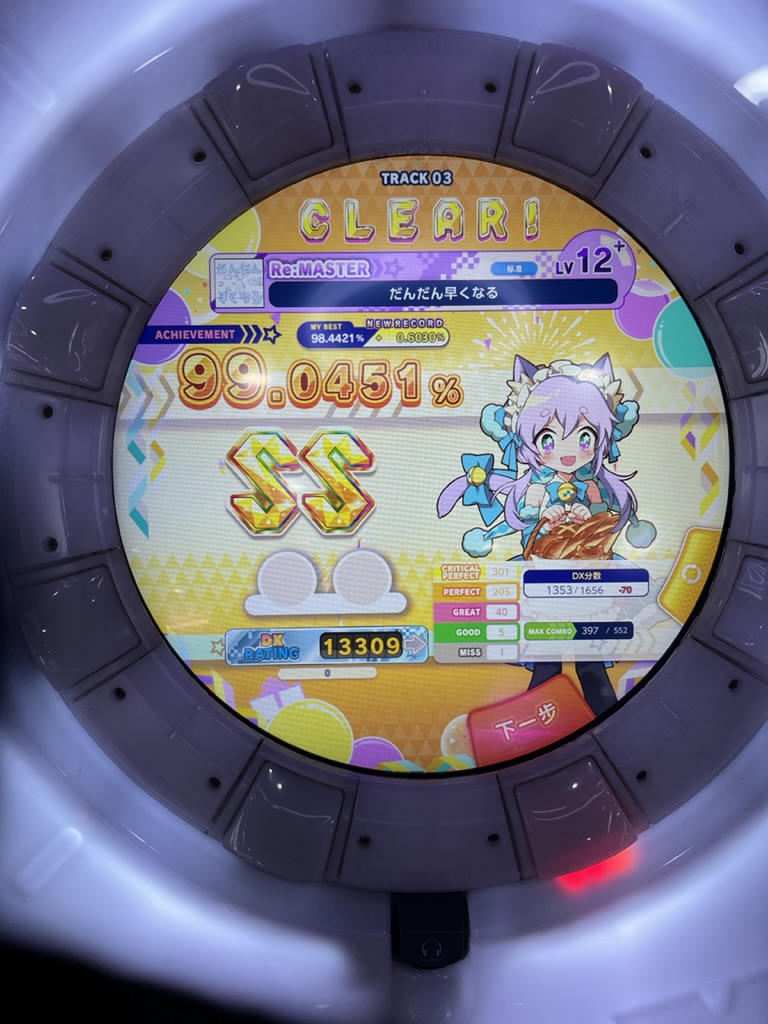 TRACK 03
CLEAR!
Re:MASTER 标准 LV 12+
だんだん早くなる
ACHIEVEMENT MY BEST 98.4421% NEW RECORD + 0.6030%
99.0451%
SS
CRITICAL PERFECT 301
PERFECT 205
GREAT 40
GOOD 5
MISS 1
DX分数
1353/1656 -70
MAX COMBO 397 / 552
DX RATING 13309
0
下一步